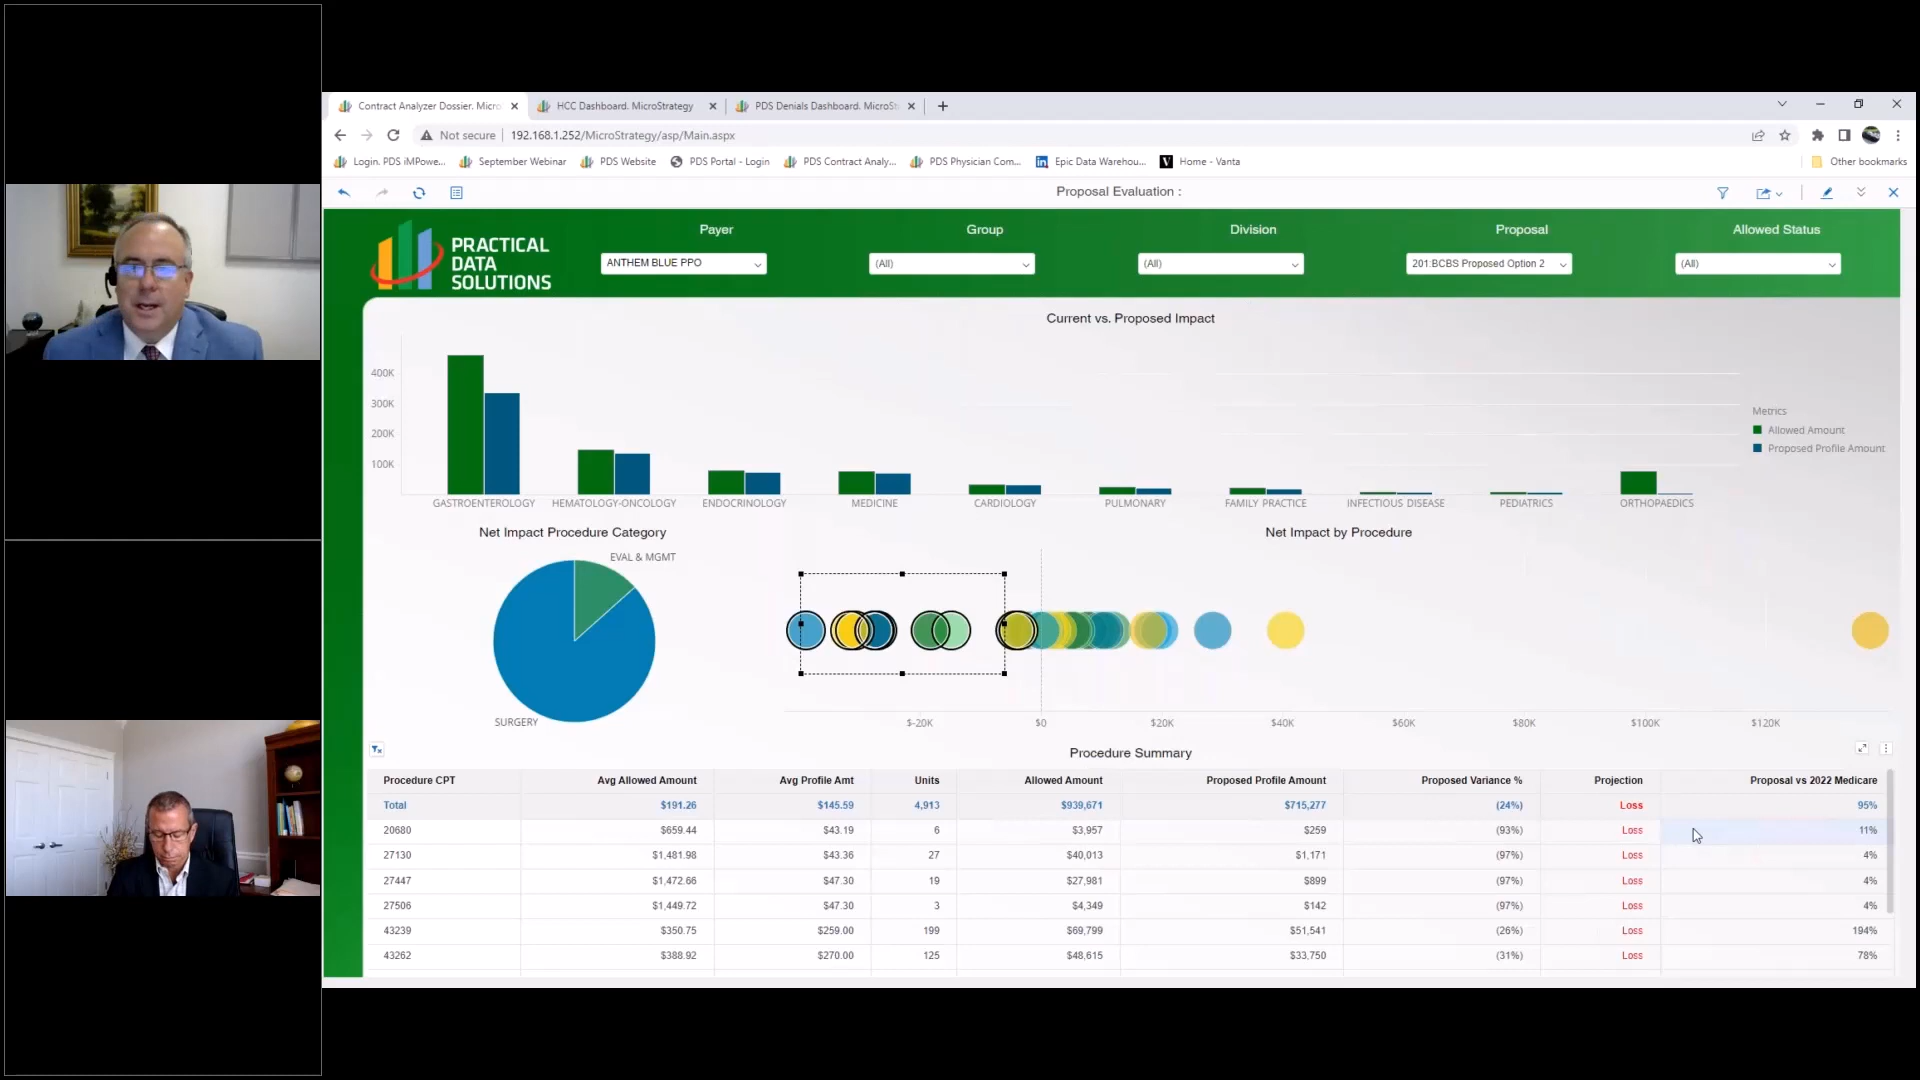 Contract Analyzer Dossier. Micro
HCC Dashboard. MicroStrategy
PDS Denials Dashboard. MicroSt
Not secure
192.168.1.252/MicroStrategy/asp/Main.aspx
Login. PDS iMPowe...
September Webinar
PDS Website
PDS Portal - Login
PDS Contract Analy...
PDS Physician Com...
Epic Data Warehou...
Home - Vanta
Other bookmarks
Proposal Evaluation :
PRACTICAL
DATA
SOLUTIONS
Payer Group Division Proposal Allowed Status
ANTHEM BLUE PPO (All) (All) 201:BCBS Proposed Option 2 (All)
Current vs. Proposed Impact
400K
300K
200K
100K
GASTROENTEROLOGY HEMATOLOGY-ONCOLOGY ENDOCRINOLOGY MEDICINE CARDIOLOGY PULMONARY FAMILY PRACTICE INFECTIOUS DISEASE PEDIATRICS ORTHOPAEDICS
Metrics
Allowed Amount
Proposed Profile Amount
Net Impact Procedure Category
EVAL & MGMT
SURGERY
Net Impact by Procedure
$-20K $0 $20K $40K $60K $80K $100K $120K
Procedure Summary
Procedure CPT Avg Allowed Amount Avg Profile Amt Units Allowed Amount Proposed Profile Amount Proposed Variance % Projection Proposal vs 2022 Medicare
Total $191.26 $145.59 4,913 $939,671 $715,277 (24%) Loss 95%
20680 $659.44 $43.19 6 $3,957 $259 (93%) Loss 11%
27130 $1,481.98 $43.36 27 $40,013 $1,171 (97%) Loss 4%
27447 $1,472.66 $47.30 19 $27,981 $899 (97%) Loss 4%
27506 $1,449.72 $47.30 3 $4,349 $142 (97%) Loss 4%
43239 $350.75 $259.00 199 $69,799 $51,541 (26%) Loss 194%
43262 $388.92 $270.00 125 $48,615 $33,750 (31%) Loss 78%